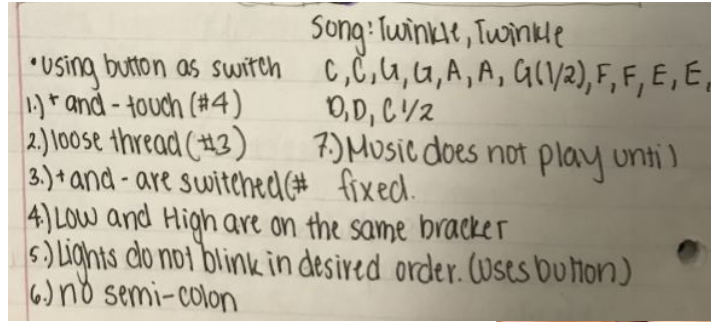 Song: Twinkle, Twinkle
•Using button as switch C, C, G, G, A, A, G(1/2), F, F, E, E,
1.) + and - touch (#4) D, D, C 1/2
2.) loose thread (#3) 7.) Music does not play until
3.) + and - are switched (# fixed.
4.) Low and High are on the same bracker
5.) Lights do not blink in desired order. (Uses button)
6.) no semi-colon